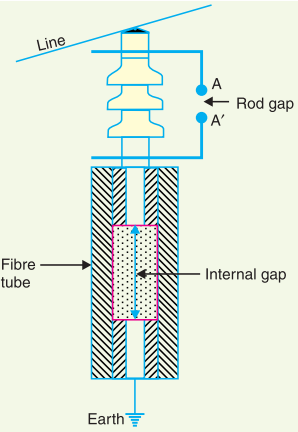 Line
A
Rod gap
A′
Fibre
tube
Internal gap
Earth